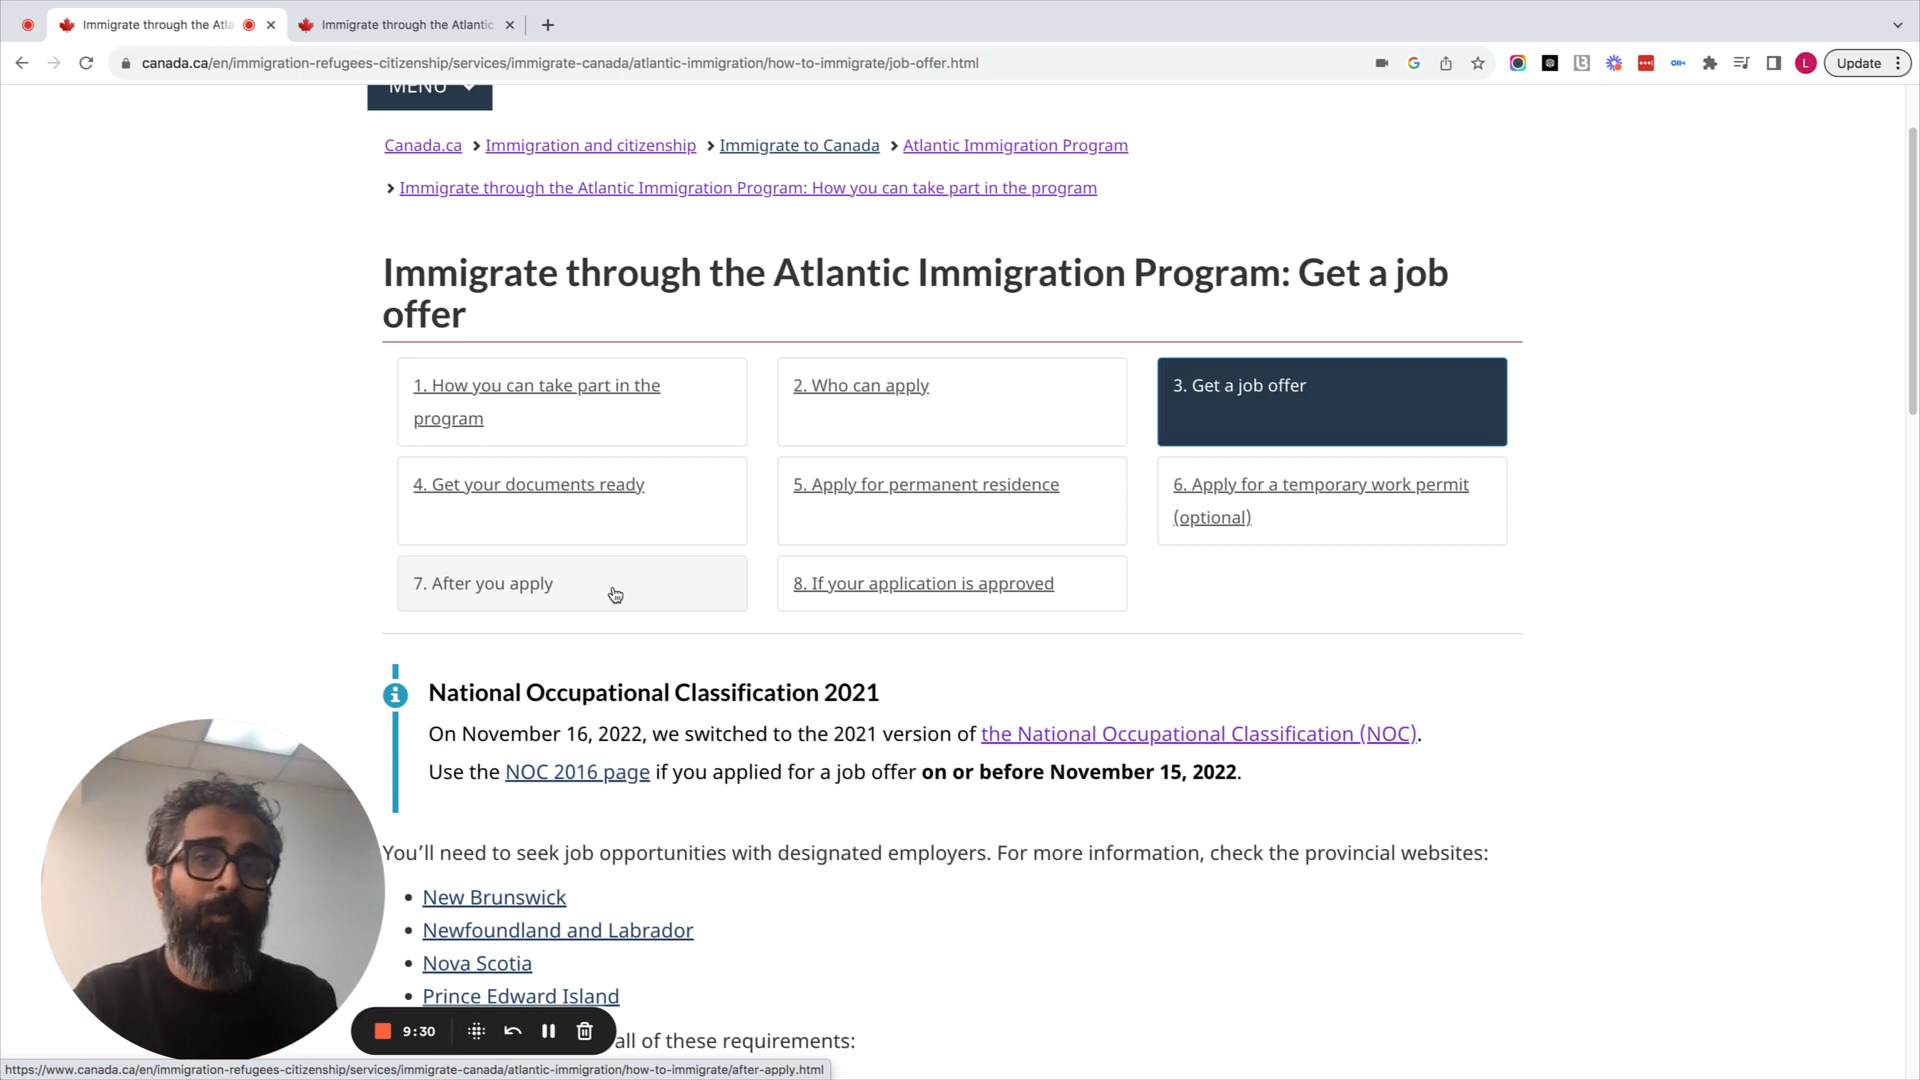 Immigrate through the Atla
Immigrate through the Atlantic
canada.ca/en/immigration-refugees-citizenship/services/immigrate-canada/atlantic-immigration/how-to-immigrate/job-offer.html
L
Update
MENU
Canada.ca > Immigration and citizenship > Immigrate to Canada > Atlantic Immigration Program
> Immigrate through the Atlantic Immigration Program: How you can take part in the program
Immigrate through the Atlantic Immigration Program: Get a job
offer
1. How you can take part in the
program
2. Who can apply
3. Get a job offer
4. Get your documents ready
5. Apply for permanent residence
6. Apply for a temporary work permit
(optional)
7. After you apply
8. If your application is approved
National Occupational Classification 2021
On November 16, 2022, we switched to the 2021 version of the National Occupational Classification (NOC).
Use the NOC 2016 page if you applied for a job offer on or before November 15, 2022.
You’ll need to seek job opportunities with designated employers. For more information, check the provincial websites:
• New Brunswick
• Newfoundland and Labrador
• Nova Scotia
• Prince Edward Island
9:30
all of these requirements:
https://www.canada.ca/en/immigration-refugees-citizenship/services/immigrate-canada/atlantic-immigration/how-to-immigrate/after-apply.html